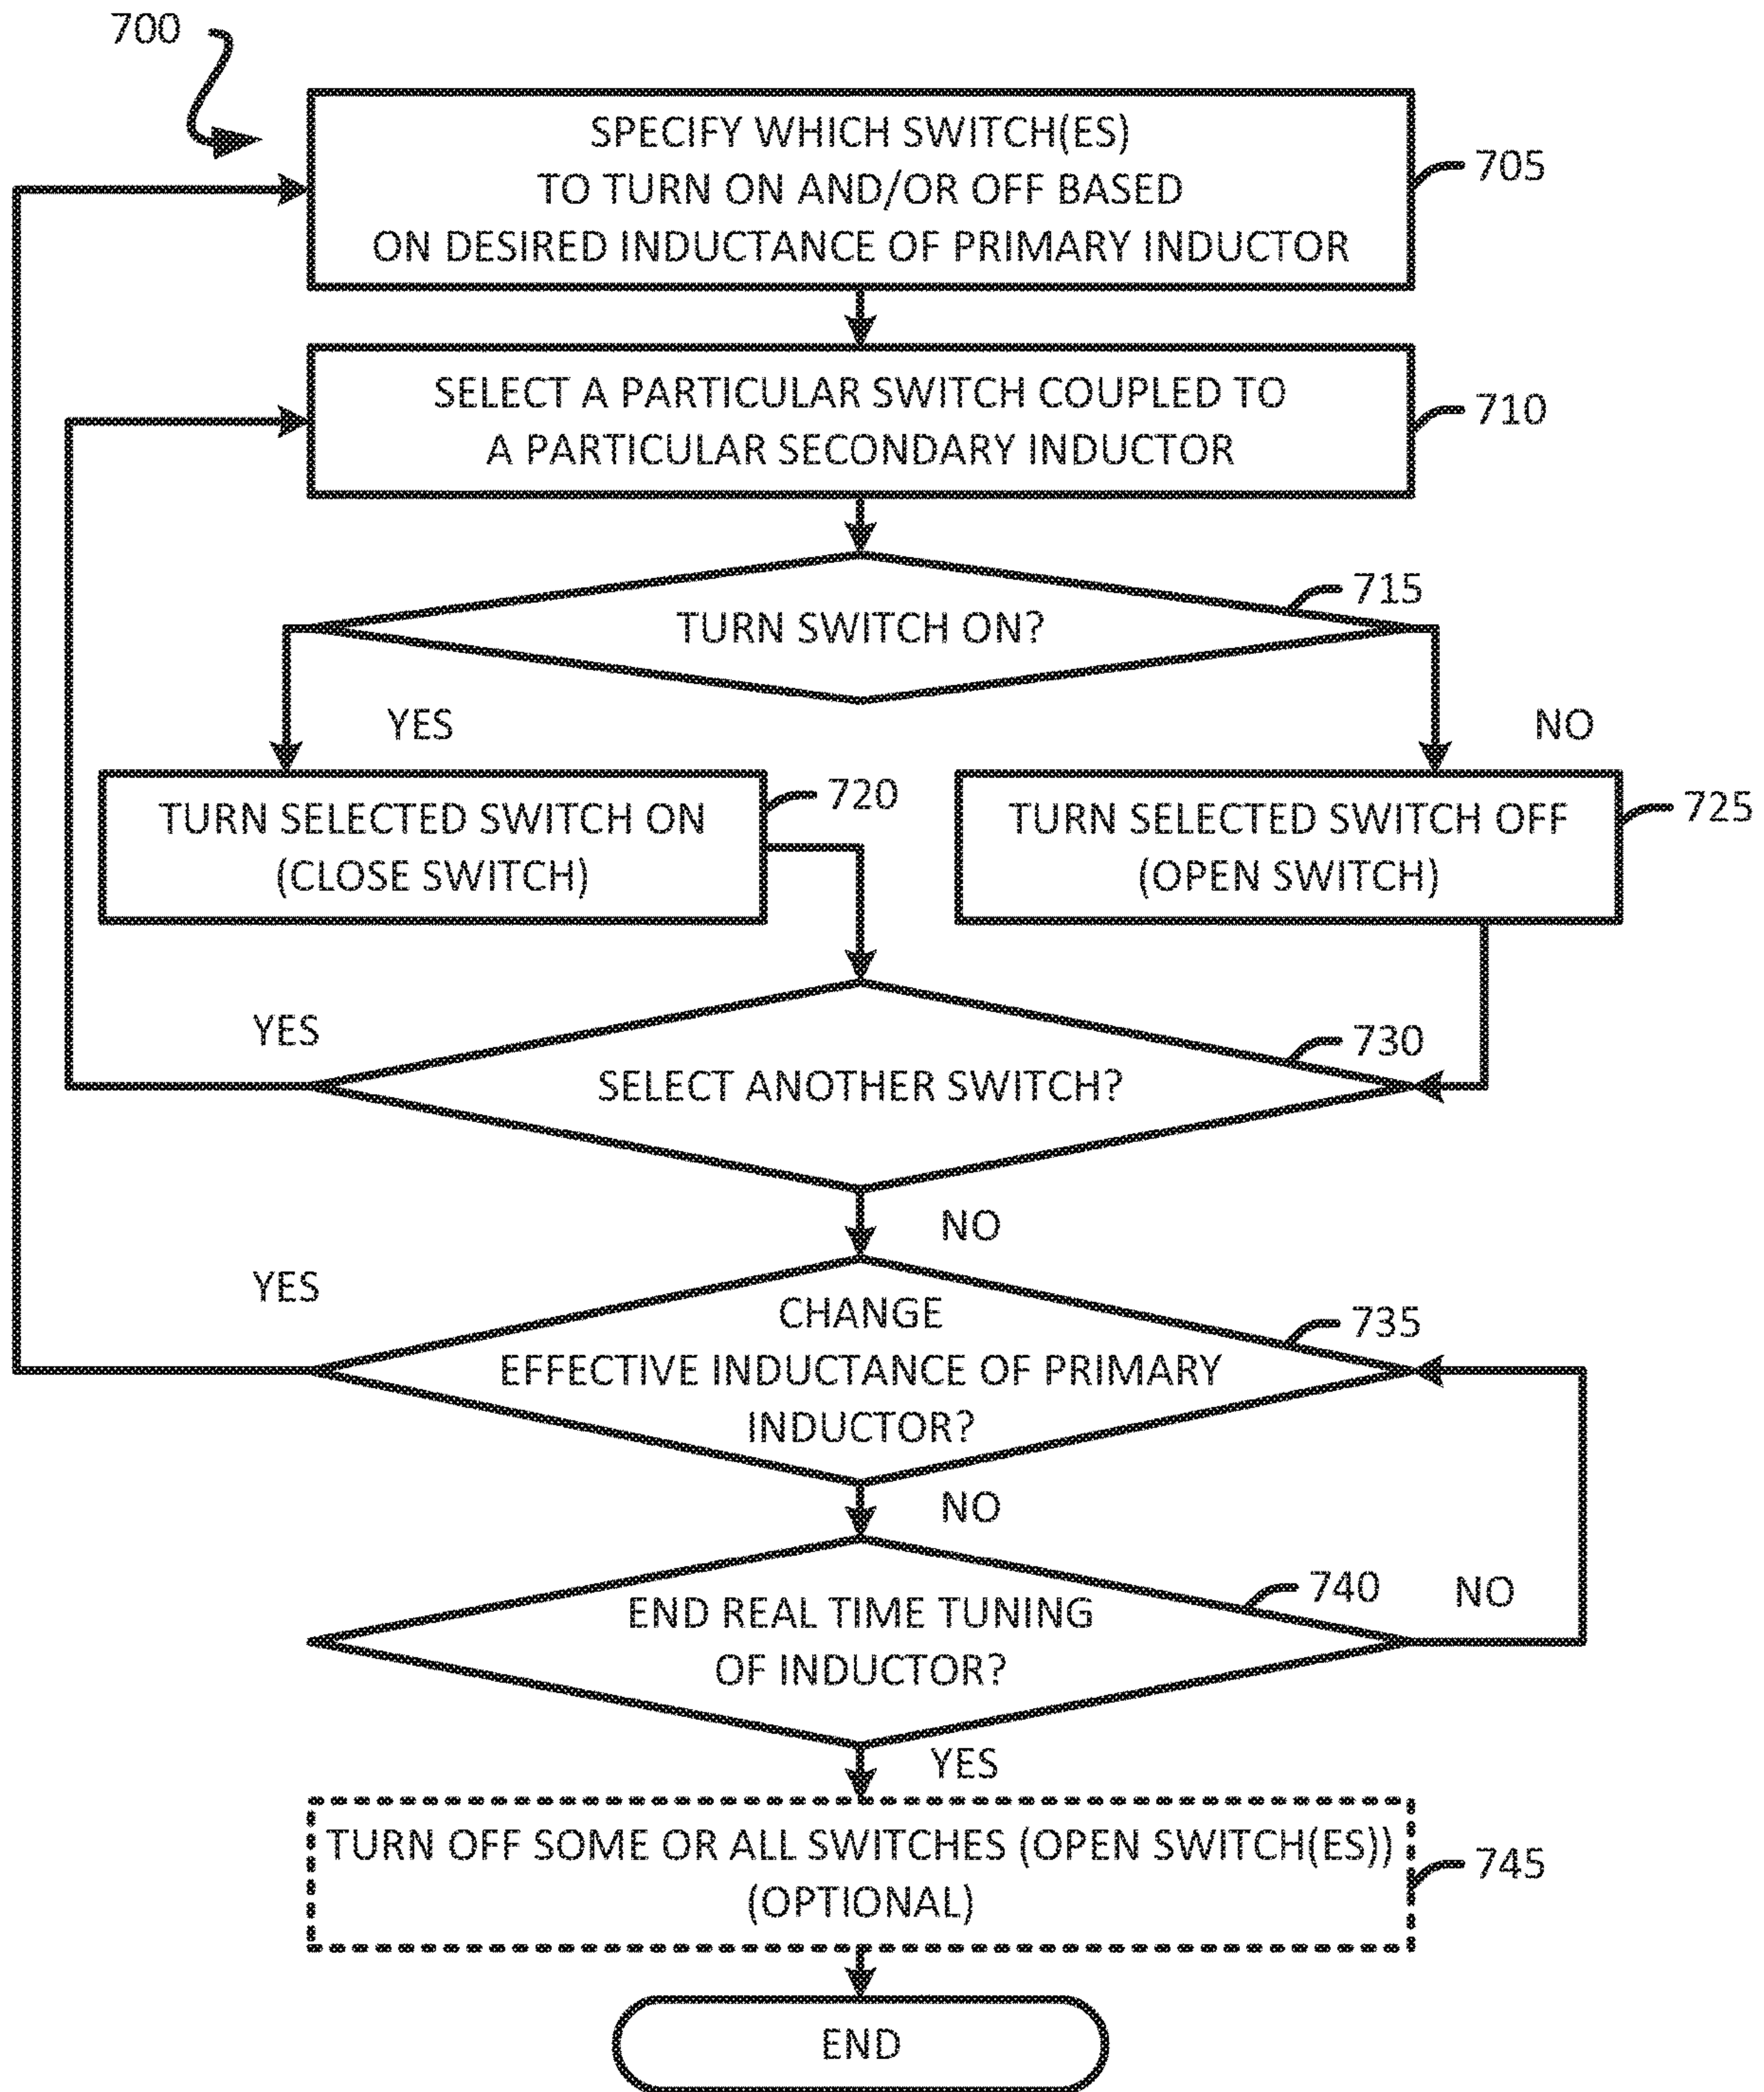 700
SPECIFY WHICH SWITCH(ES)
TO TURN ON AND/OR OFF BASED
ON DESIRED INDUCTANCE OF PRIMARY INDUCTOR
705
SELECT A PARTICULAR SWITCH COUPLED TO
A PARTICULAR SECONDARY INDUCTOR
710
TURN SWITCH ON?
715
YES
NO
TURN SELECTED SWITCH ON
(CLOSE SWITCH)
720
TURN SELECTED SWITCH OFF
(OPEN SWITCH)
725
YES
SELECT ANOTHER SWITCH?
730
NO
YES
CHANGE
EFFECTIVE INDUCTANCE OF PRIMARY
INDUCTOR?
735
NO
END REAL TIME TUNING
OF INDUCTOR?
740
NO
YES
TURN OFF SOME OR ALL SWITCHES (OPEN SWITCH(ES))
(OPTIONAL)
745
END